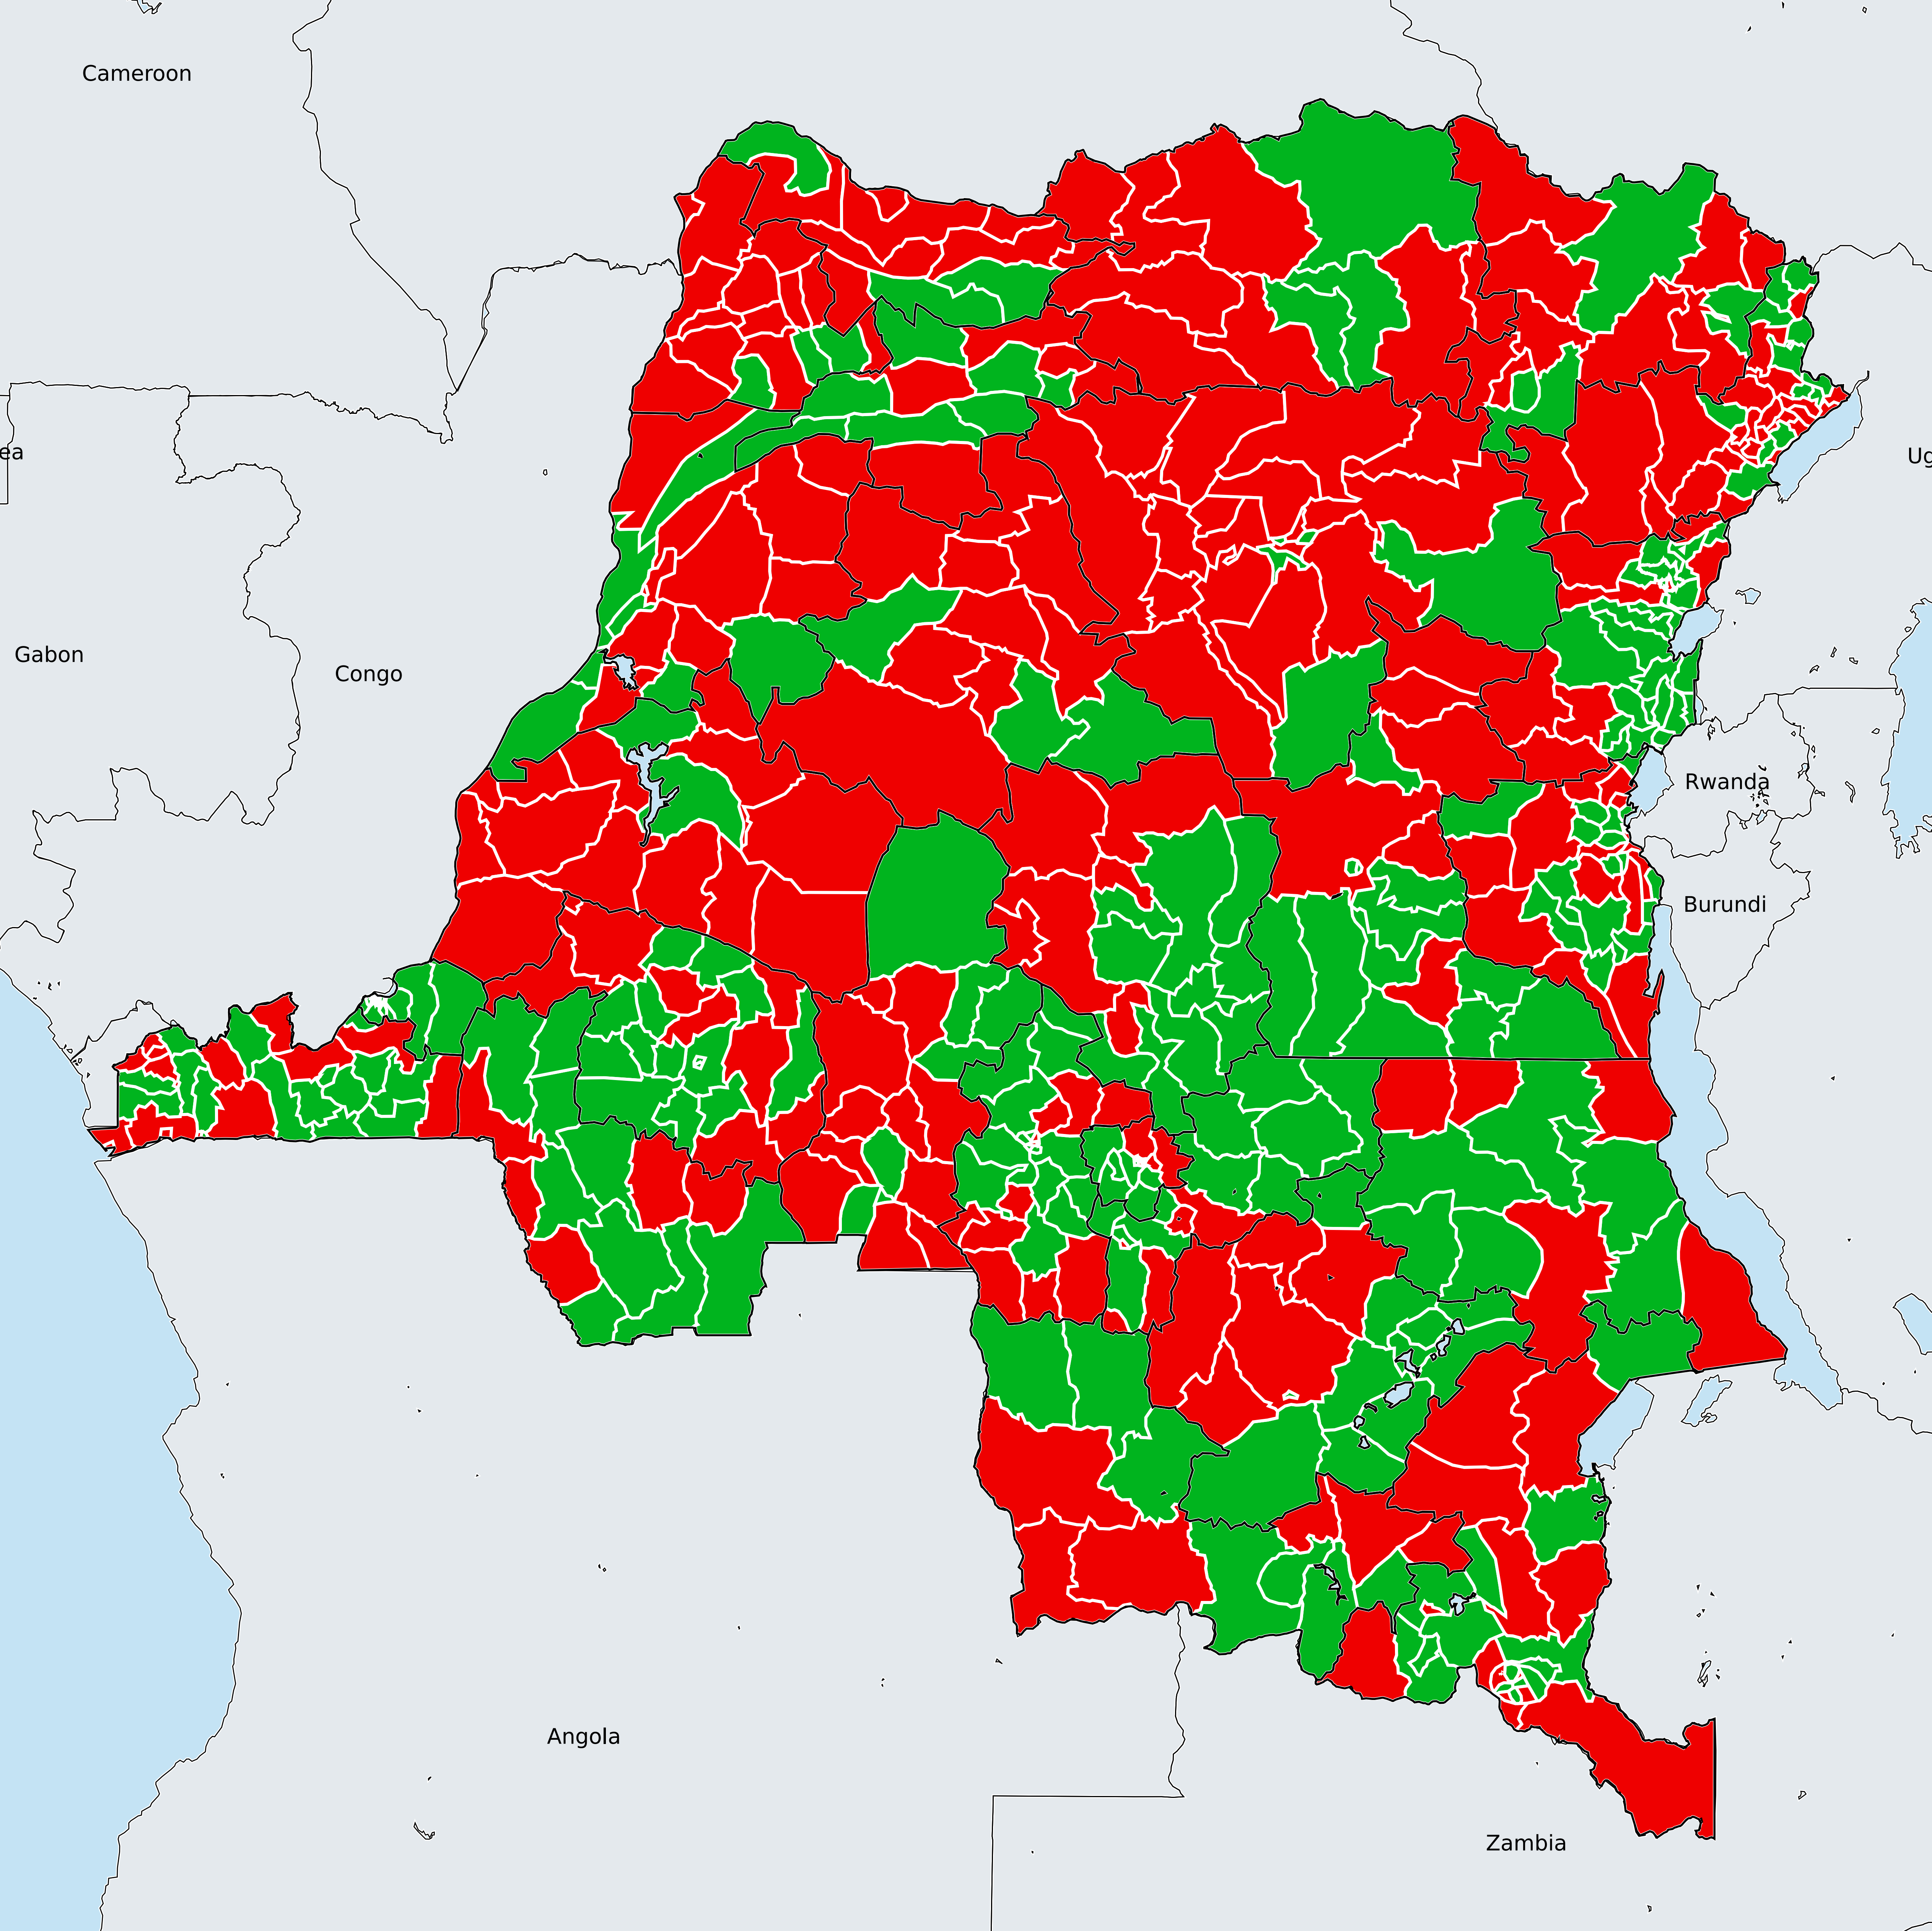 Cameroon
ea
Ug
Gabon
Congo
Rwanda
Burundi
Angola
Zambia